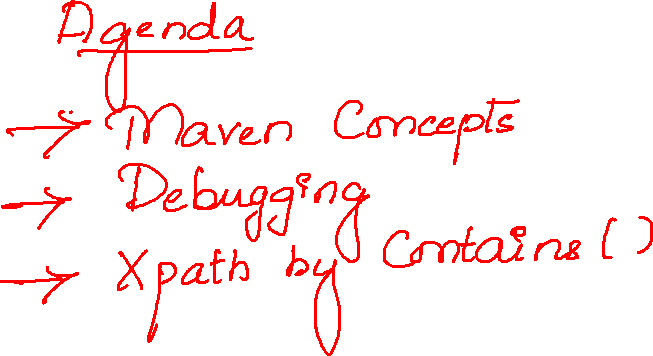 Agenda
→ Maven Concepts
→ Debugging
→ Xpath by Contains()